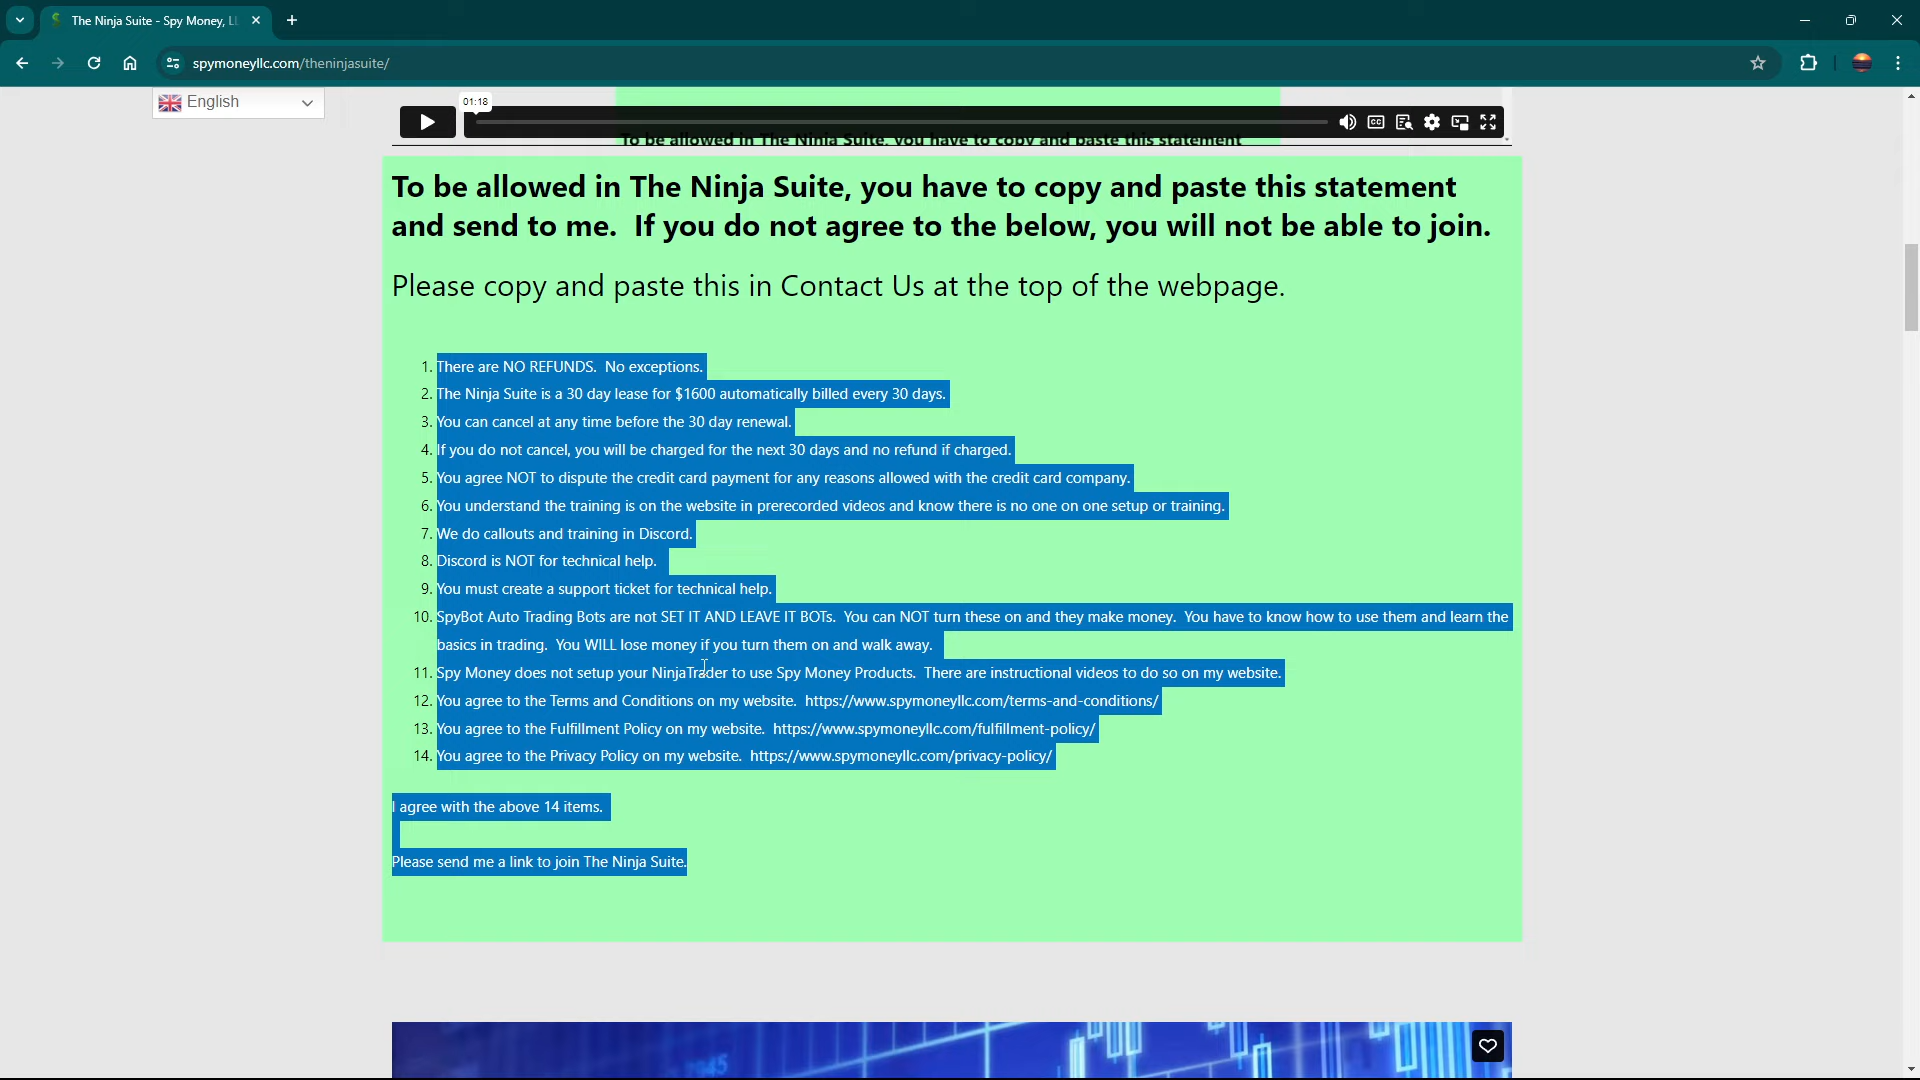 The Ninja Suite - Spy Money, LL
spymoneyllc.com/theninjasuite/
English
01:18
To be allowed in The Ninja Suite, you have to copy and paste this statement
To be allowed in The Ninja Suite, you have to copy and paste this statement
and send to me.  If you do not agree to the below, you will not be able to join.
Please copy and paste this in Contact Us at the top of the webpage.
1. There are NO REFUNDS.  No exceptions.
2. The Ninja Suite is a 30 day lease for $1600 automatically billed every 30 days.
3. You can cancel at any time before the 30 day renewal.
4. If you do not cancel, you will be charged for the next 30 days and no refund if charged.
5. You agree NOT to dispute the credit card payment for any reasons allowed with the credit card company.
6. You understand the training is on the website in prerecorded videos and know there is no one on one setup or training.
7. We do callouts and training in Discord.
8. Discord is NOT for technical help.
9. You must create a support ticket for technical help.
10. SpyBot Auto Trading Bots are not SET IT AND LEAVE IT BOTs.  You can NOT turn these on and they make money.  You have to know how to use them and learn the
basics in trading.  You WILL lose money if you turn them on and walk away.
11. Spy Money does not setup your NinjaTrader to use Spy Money Products.  There are instructional videos to do so on my website.
12. You agree to the Terms and Conditions on my website.  https://www.spymoneyllc.com/terms-and-conditions/
13. You agree to the Fulfillment Policy on my website.  https://www.spymoneyllc.com/fulfillment-policy/
14. You agree to the Privacy Policy on my website.  https://www.spymoneyllc.com/privacy-policy/
I agree with the above 14 items.
Please send me a link to join The Ninja Suite.